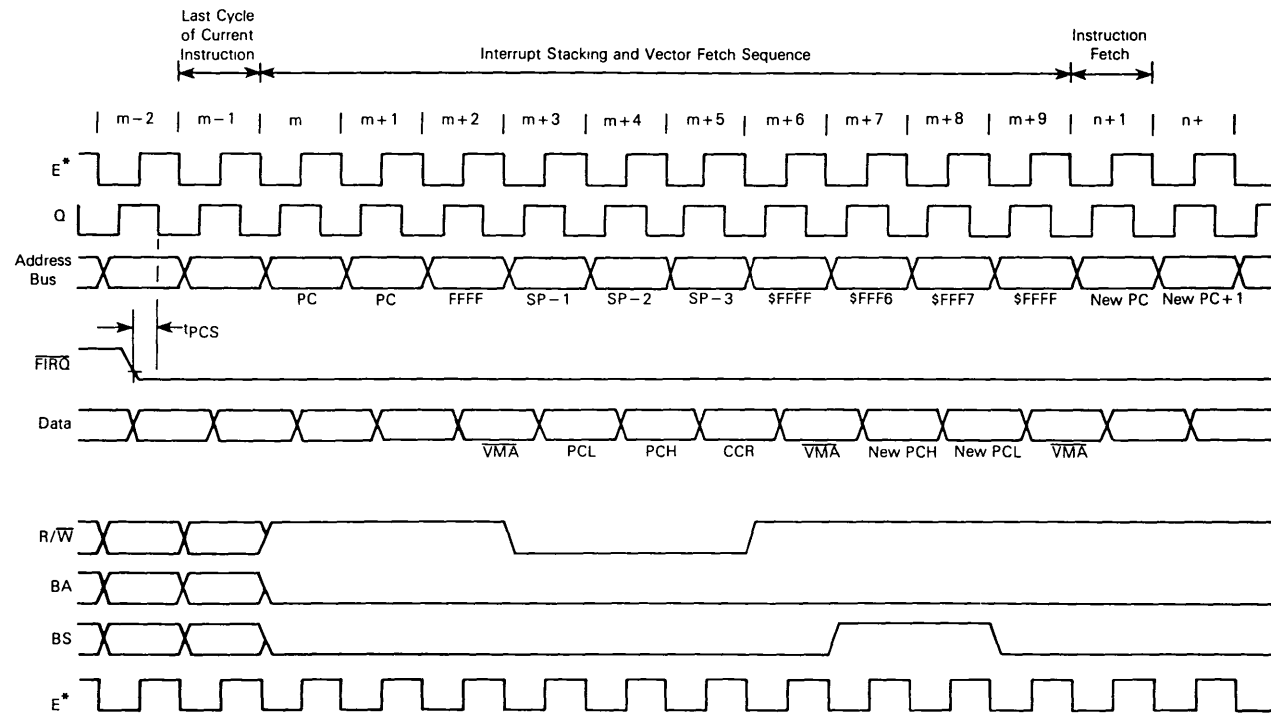 Last Cycle
of Current
Instruction
Interrupt Stacking and Vector Fetch Sequence
Instruction
Fetch
m-2 m-1 m m+1 m+2 m+3 m+4 m+5 m+6 m+7 m+8 m+9 n+1 n+
E*
Q
Address
Bus
PC PC FFFF SP-1 SP-2 SP-3 $FFFF $FFF6 $FFF7 $FFFF New PC New PC+1
tPCS
FIRQ
Data
VMA PCL PCH CCR VMA New PCH New PCL VMA
R/W
BA
BS
E*